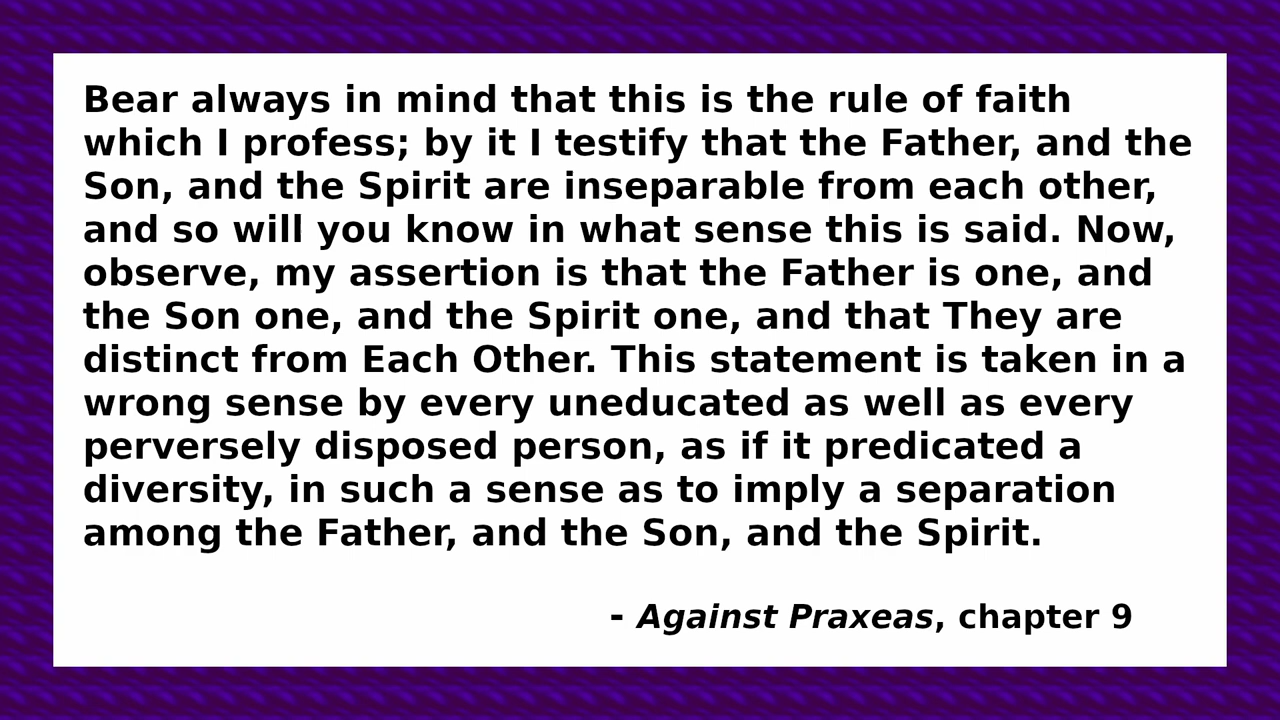 Bear always in mind that this is the rule of faith
which I profess; by it I testify that the Father, and the
Son, and the Spirit are inseparable from each other,
and so will you know in what sense this is said. Now,
observe, my assertion is that the Father is one, and
the Son one, and the Spirit one, and that They are
distinct from Each Other. This statement is taken in a
wrong sense by every uneducated as well as every
perversely disposed person, as if it predicated a
diversity, in such a sense as to imply a separation
among the Father, and the Son, and the Spirit.
- Against Praxeas, chapter 9